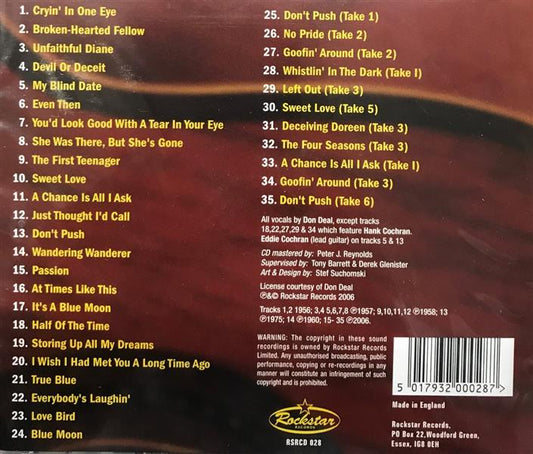 1. Cryin' In One Eye
2. Broken-Hearted Fellow
3. Unfaithful Diane
4. Devil Or Deceit
5. My Blind Date
6. Even Then
7. You'd Look Good With A Tear In Your Eye
8. She Was There, But She's Gone
9. The First Teenager
10. Sweet Love
11. A Chance Is All I Ask
12. Just Thought I'd Call
13. Don't Push
14. Wandering Wanderer
15. Passion
16. At Times Like This
17. It's A Blue Moon
18. Half Of The Time
19. Storing Up All My Dreams
20. I Wish I Had Met You A Long Time Ago
21. True Blue
22. Everybody's Laughin'
23. Love Bird
24. Blue Moon
25. Don't Push (Take 1)
26. No Pride (Take 2)
27. Goofin' Around (Take 2)
28. Whistlin' In The Dark (Take I)
29. Left Out (Take 3)
30. Sweet Love (Take 5)
31. Deceiving Doreen (Take 3)
32. The Four Seasons (Take 3)
33. A Chance Is All I Ask (Take I)
34. Goofin' Around (Take 3)
35. Don't Push (Take 6)
All vocals by Don Deal, except tracks
18,22,27,29 & 34 which feature Hank Cochran.
Eddie Cochran (lead guitar) on tracks 5 & 13
CD mastered by: Peter J. Reynolds
Supervised by: Tony Barrett & Derek Glenister
Art & Design by: Stef Suchomski
License courtesy of Don Deal
℗&© Rockstar Records 2006
Tracks 1,2 1956; 3,4 5,6,7,8 ℗1957; 9,10,11,12 ℗1958; 13
℗1975; 14 ℗1960; 15- 35 ℗2006.
WARNING: The copyright in these sound
recordings is owned by Rockstar Records
Limited. Any unauthorised broadcasting, public
performance, copying or re-recordings in any
manner will constitute an infringement of such
copyright and is prohibited.
Rockstar
RECORDS
RSRCD 028
5 017932 000287 >
Made in England
Rockstar Records,
PO Box 22,Woodford Green,
Essex, IG8 0EH